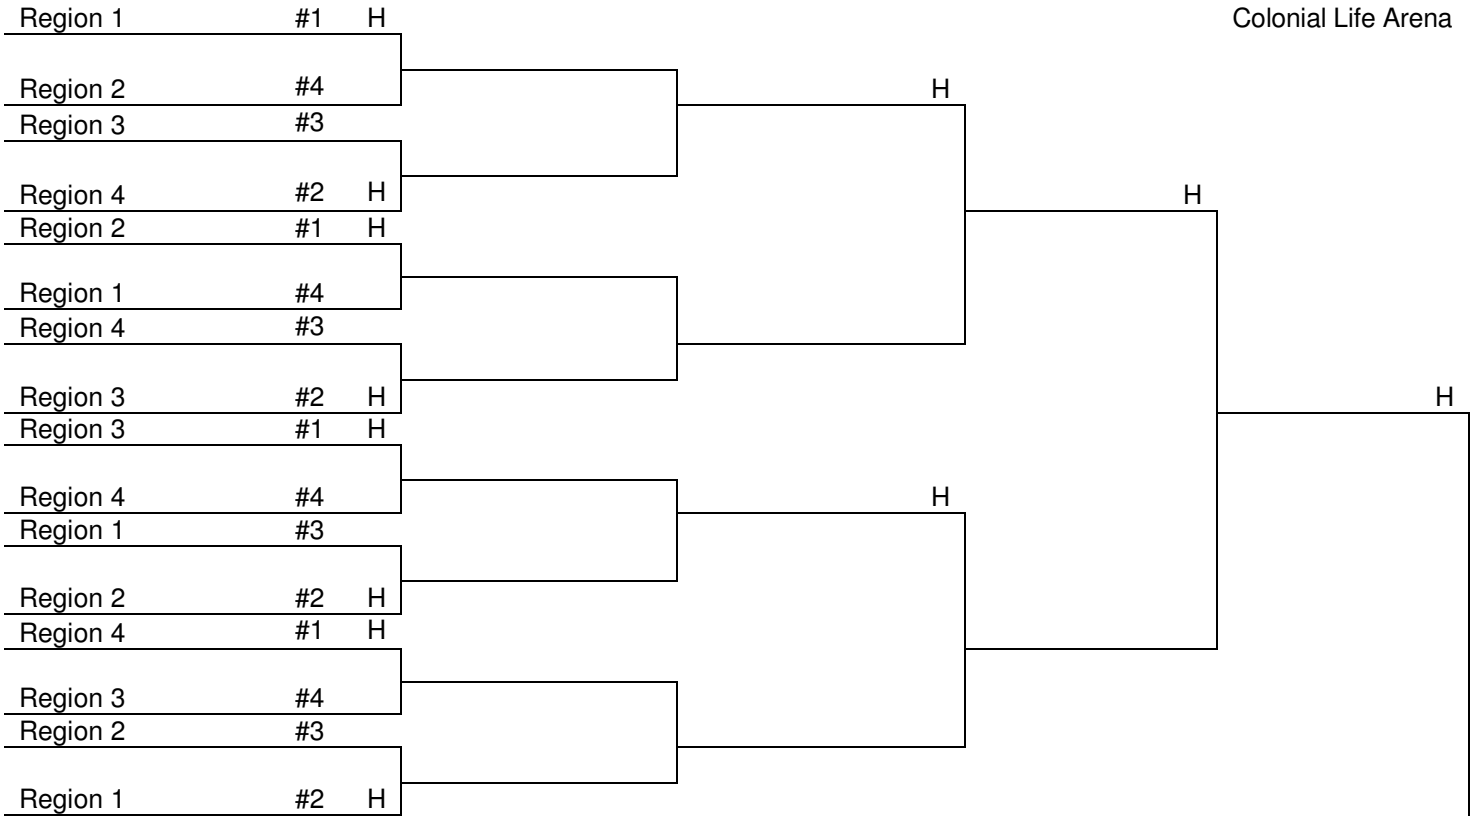 Region 1 #1 H
Colonial Life Arena
Region 2 #4
H
Region 3 #3
Region 4 #2 H
H
Region 2 #1 H
Region 1 #4
Region 4 #3
Region 3 #2 H
H
Region 3 #1 H
Region 4 #4
H
Region 1 #3
Region 2 #2 H
Region 4 #1 H
Region 3 #4
Region 2 #3
Region 1 #2 H